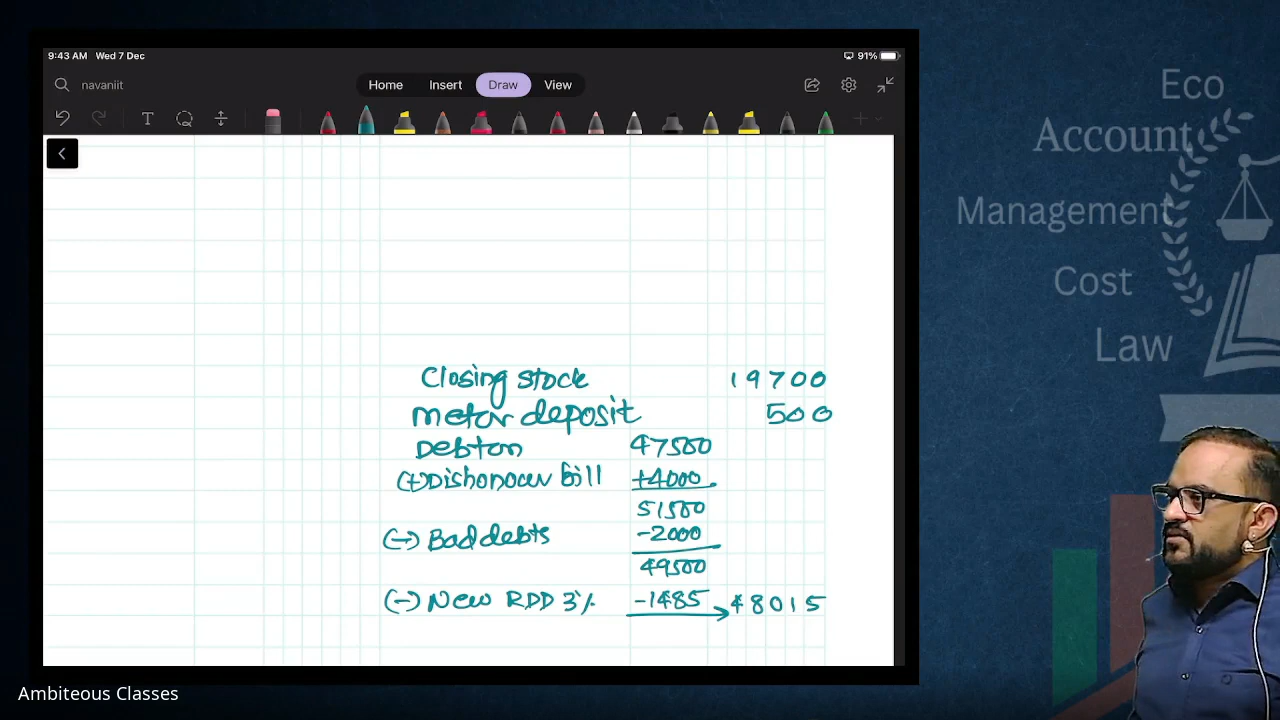 9:43 AM Wed 7 Dec 91%
navaniit Home Insert Draw View
Eco
Account
Management
Cost
Law
Closing stock 19700
metor deposit 500
Debtors 47500
(+) Dishonour bill +4000
51500
(-) Bad debts -2000
49500
(-) New RDD 3% -1485 48015
Ambiteous Classes